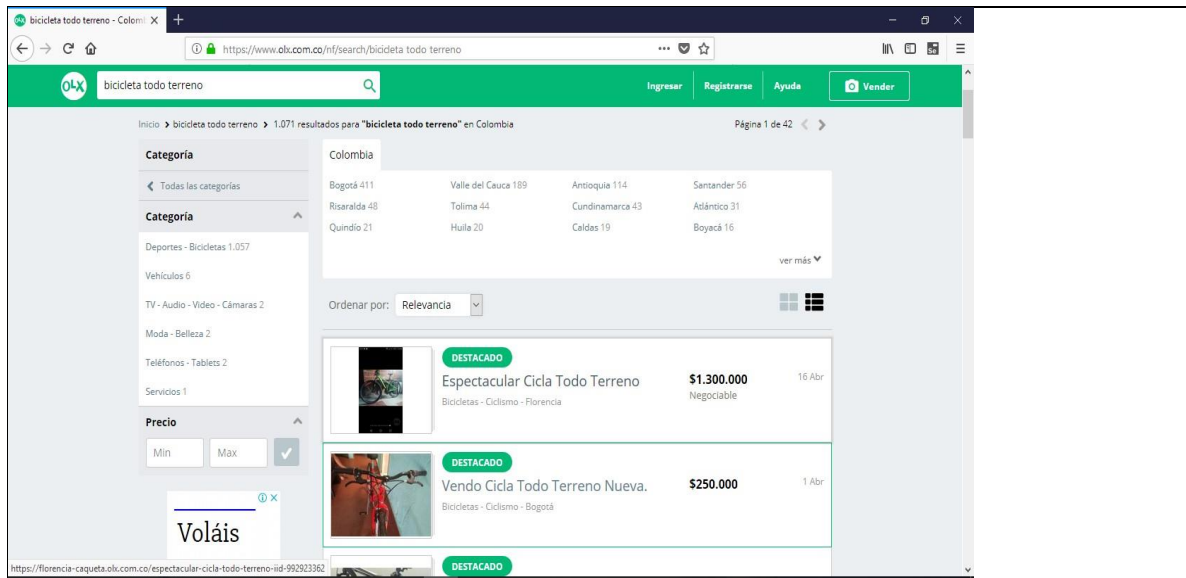 bicicleta todo terreno - Colom
https://www.olx.com.co/nf/search/bicicleta todo terreno
OLX
bicicleta todo terreno
Ingresar
Registrarse
Ayuda
Vender
Inicio > bicicleta todo terreno > 1.071 resultados para "bicicleta todo terreno" en Colombia
Página 1 de 42
Categoría
Todas las categorías
Categoría
Deportes - Bicicletas 1.057
Vehículos 6
TV - Audio - Video - Cámaras 2
Moda - Belleza 2
Teléfonos - Tablets 2
Servicios 1
Precio
Min
Max
Voláis
Colombia
Bogotá 411
Valle del Cauca 189
Antioquia 114
Santander 56
Risaralda 48
Tolima 44
Cundinamarca 43
Atlántico 31
Quindío 21
Huila 20
Caldas 19
Boyacá 16
ver más
Ordenar por:
Relevancia
DESTACADO
Espectacular Cicla Todo Terreno
Bicicletas - Ciclismo - Florencia
$1.300.000
Negociable
16 Abr
DESTACADO
Vendo Cicla Todo Terreno Nueva.
Bicicletas - Ciclismo - Bogotá
$250.000
1 Abr
DESTACADO
https://florencia-caqueta.olx.com.co/espectacular-cicla-todo-terreno-iid-992923362